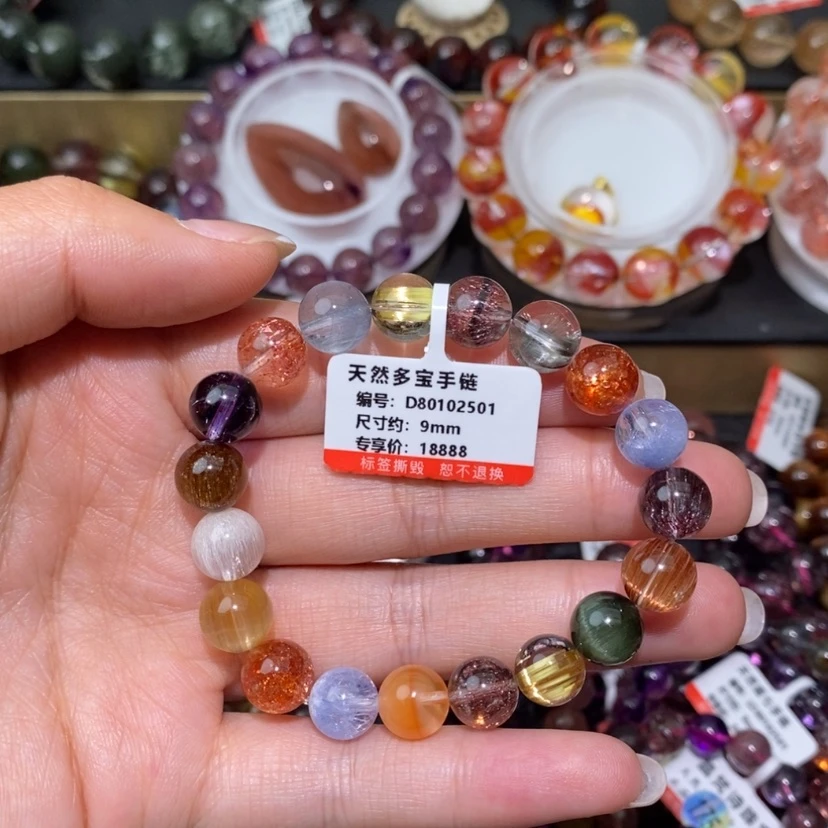 天然多宝手链
编号：D80102501
尺寸约：9mm
专享价：18888
标签撕毁 恕不退换